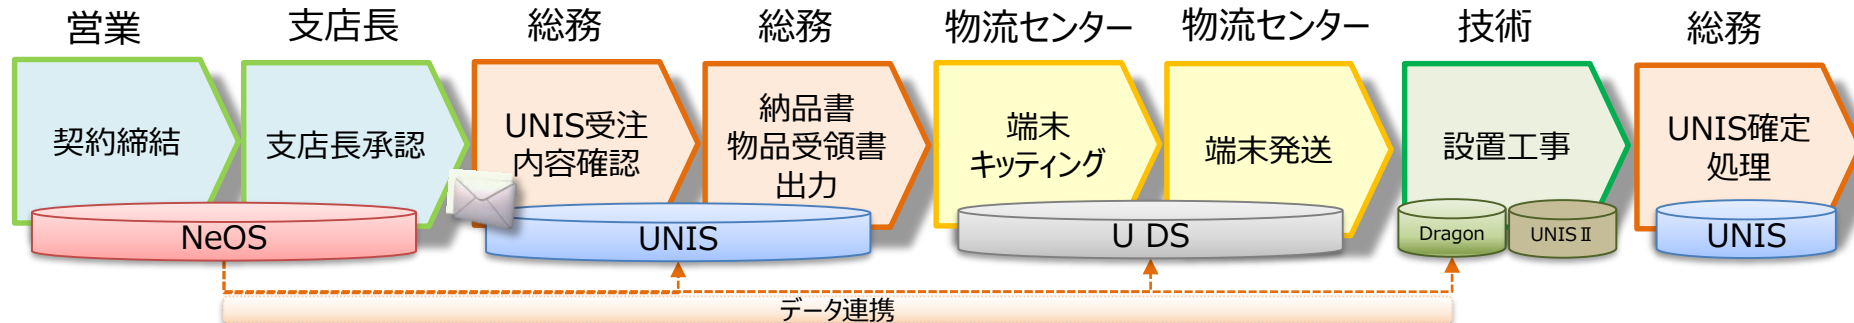 営業
支店長
総務
総務
物流センター
物流センター
技術
総務
契約締結
支店長承認
UNIS受注
内容確認
納品書
物品受領書
出力
端末
キッティング
端末発送
設置工事
UNIS確定
処理
NeOS
UNIS
U DS
Dragon
UNISⅡ
UNIS
データ連携